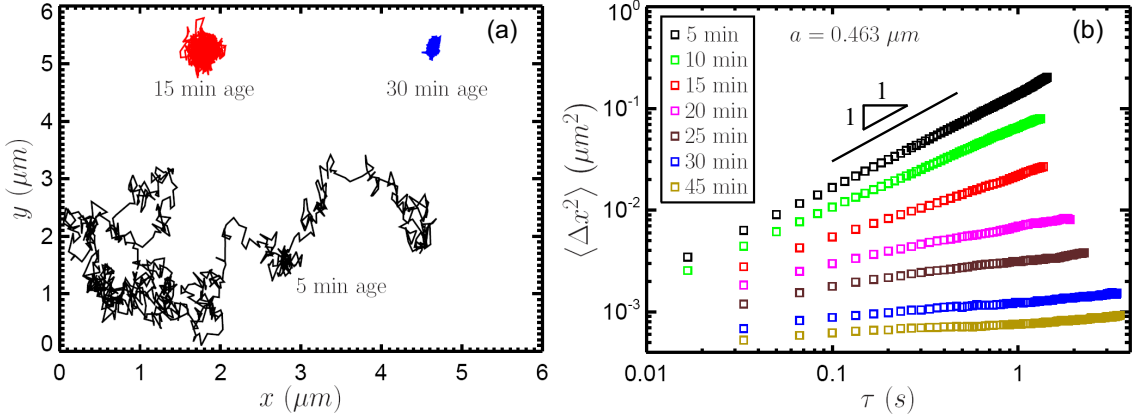 (a)
15 min age
30 min age
5 min age
y (μm)
6
5
4
3
2
1
0
0 1 2 3 4 5 6
x (μm)
(b)
a = 0.463 μm
5 min
10 min
15 min
20 min
25 min
30 min
45 min
1
1
⟨Δx²⟩ (μm²)
10⁰
10⁻¹
10⁻²
10⁻³
0.01 0.1 1
τ (s)